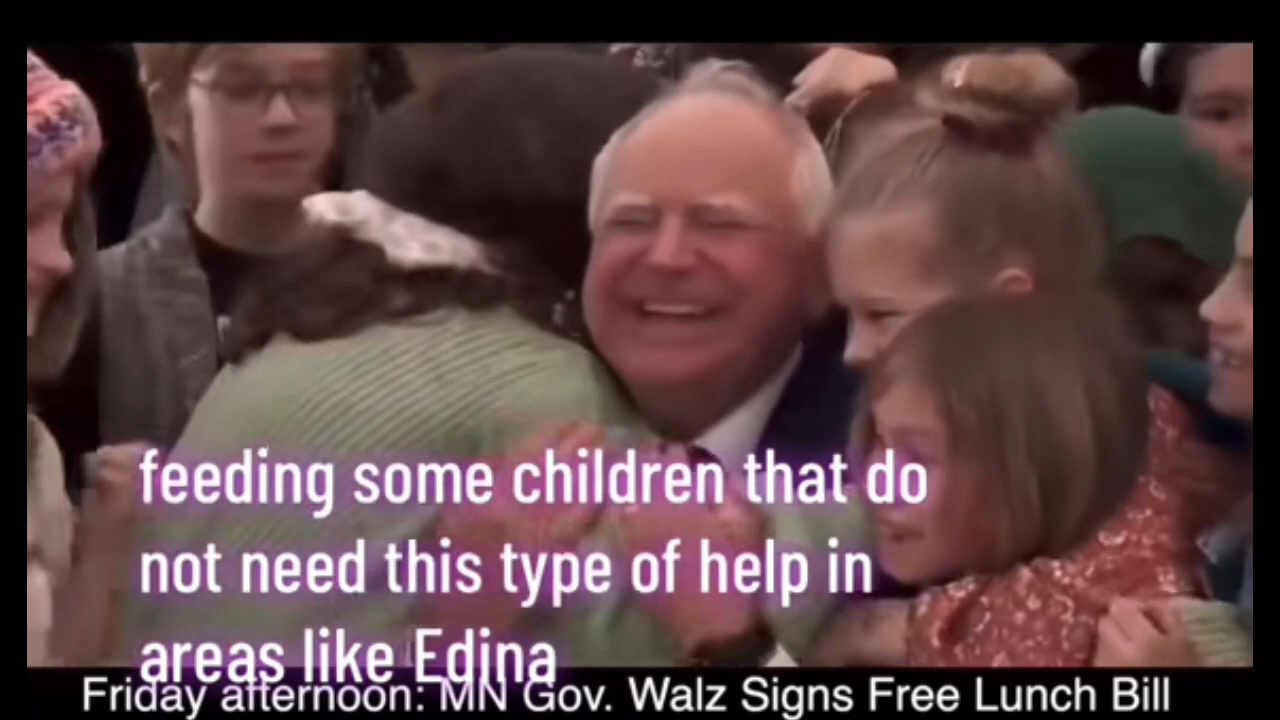 feeding some children that do
not need this type of help in
areas like Edina
Friday afternoon: MN Gov. Walz Signs Free Lunch Bill